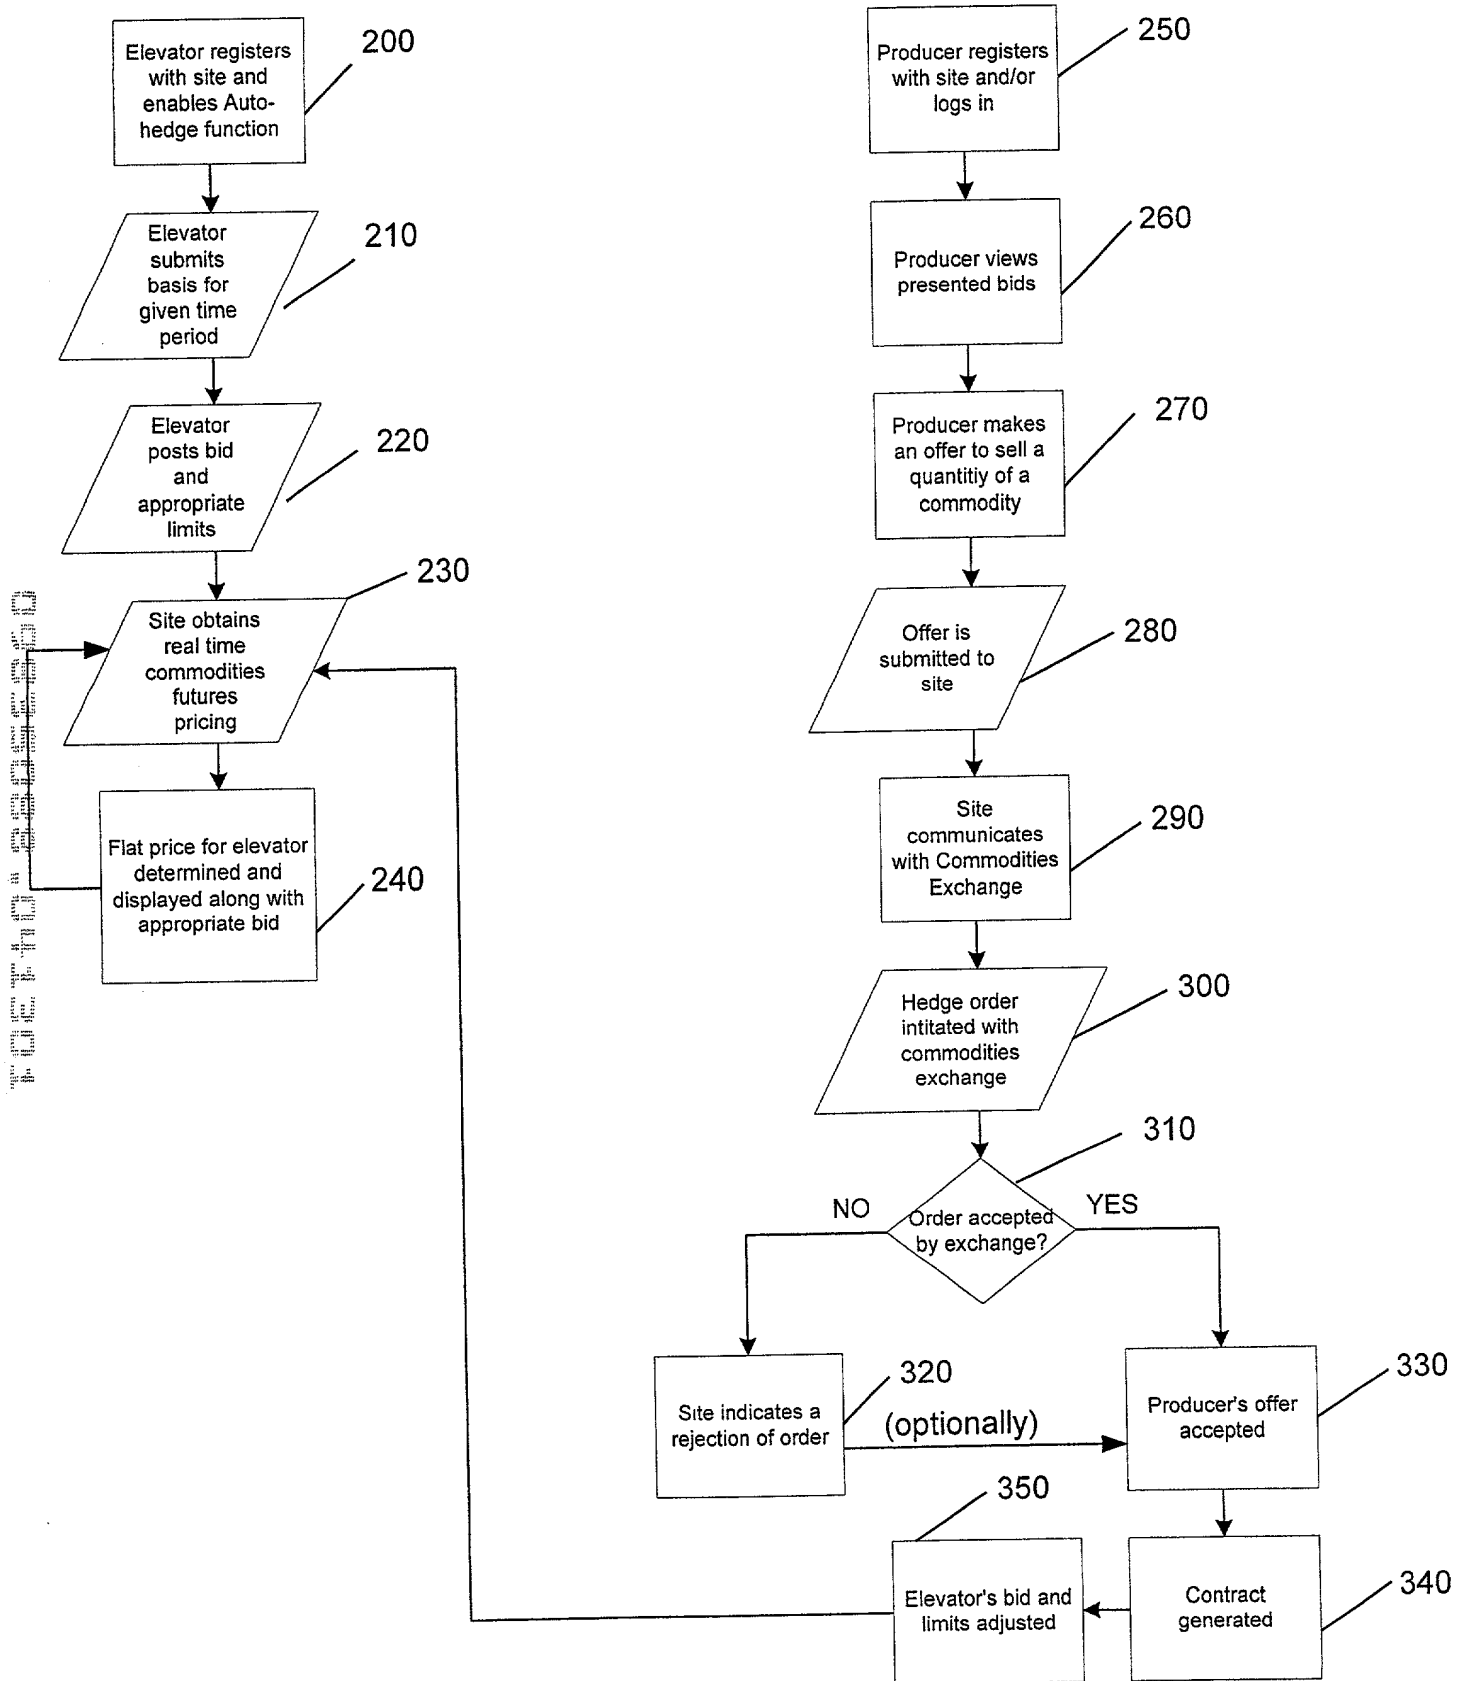 Elevator registers
with site and
enables Auto-
hedge function
200
Elevator
submits
basis for
given time
period
210
Elevator
posts bid
and
appropriate
limits
220
230
Site obtains
real time
commodities
futures
pricing
Flat price for elevator
determined and
displayed along with
appropriate bid
240
Producer registers
with site and/or
logs in
250
Producer views
presented bids
260
Producer makes
an offer to sell a
quantitiy of a
commodity
270
Offer is
submitted to
site
280
Site
communicates
with Commodities
Exchange
290
Hedge order
intitated with
commodities
exchange
300
310
NO
YES
Order accepted
by exchange?
Site indicates a
rejection of order
320
(optionally)
Producer's offer
accepted
330
Contract
generated
340
350
Elevator's bid and
limits adjusted